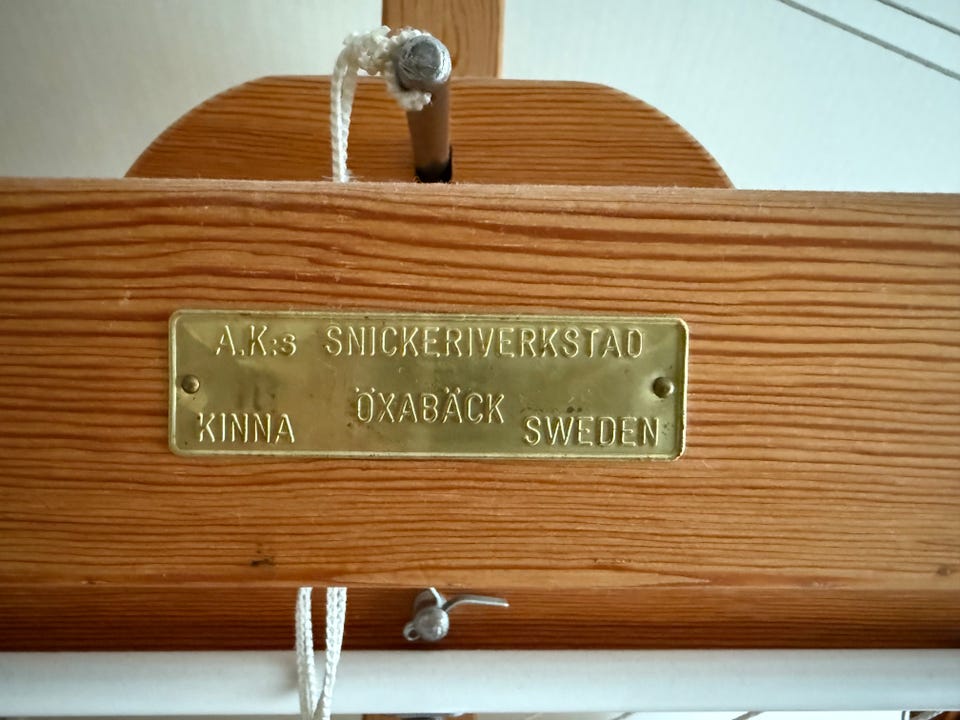 A.K:s SNICKERIVERKSTAD
ÖXABÄCK
KINNA SWEDEN